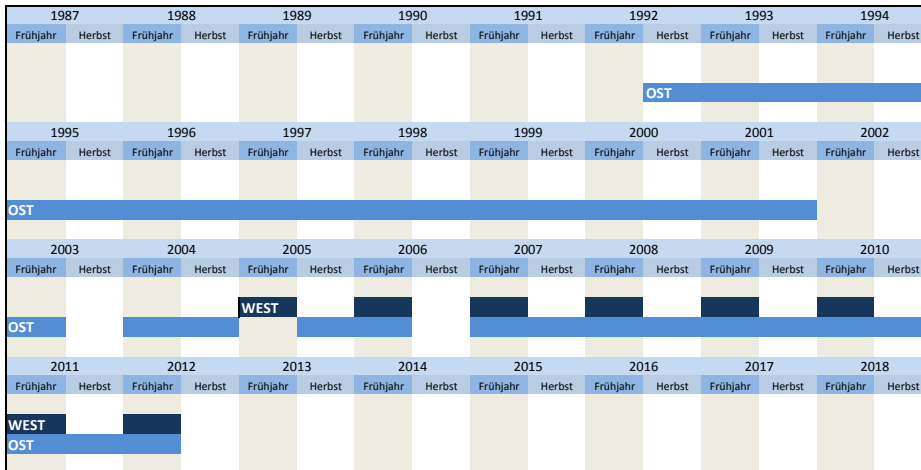 1987 1988 1989 1990 1991 1992 1993 1994
Frühjahr Herbst Frühjahr Herbst Frühjahr Herbst Frühjahr Herbst Frühjahr Herbst Frühjahr Herbst Frühjahr Herbst Frühjahr Herbst
OST
1995 1996 1997 1998 1999 2000 2001 2002
Frühjahr Herbst Frühjahr Herbst Frühjahr Herbst Frühjahr Herbst Frühjahr Herbst Frühjahr Herbst Frühjahr Herbst Frühjahr Herbst
OST
2003 2004 2005 2006 2007 2008 2009 2010
Frühjahr Herbst Frühjahr Herbst Frühjahr Herbst Frühjahr Herbst Frühjahr Herbst Frühjahr Herbst Frühjahr Herbst Frühjahr Herbst
WEST
OST
2011 2012 2013 2014 2015 2016 2017 2018
Frühjahr Herbst Frühjahr Herbst Frühjahr Herbst Frühjahr Herbst Frühjahr Herbst Frühjahr Herbst Frühjahr Herbst Frühjahr Herbst
WEST
OST